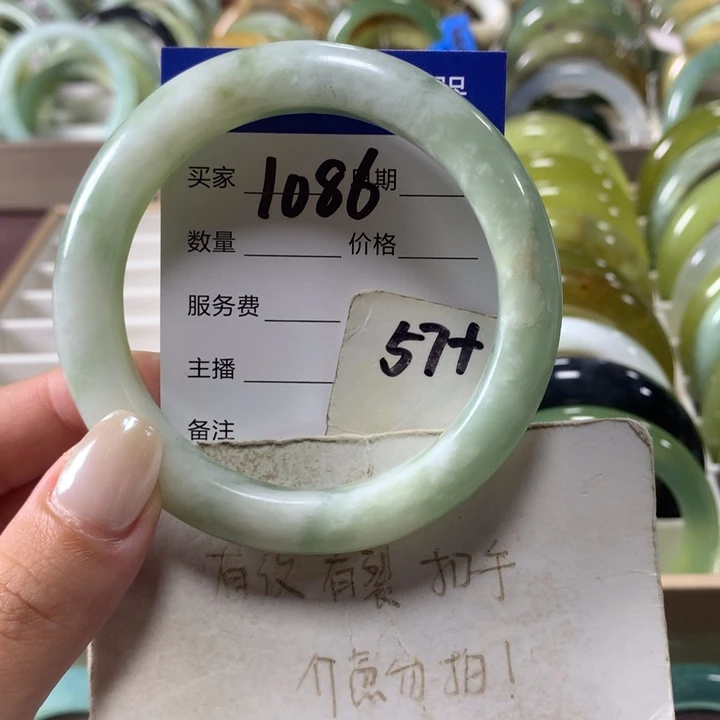 买家 1086 日期
数量 价格
服务费
57+
主播
备注
有纹 有裂 扣手
介意勿拍！